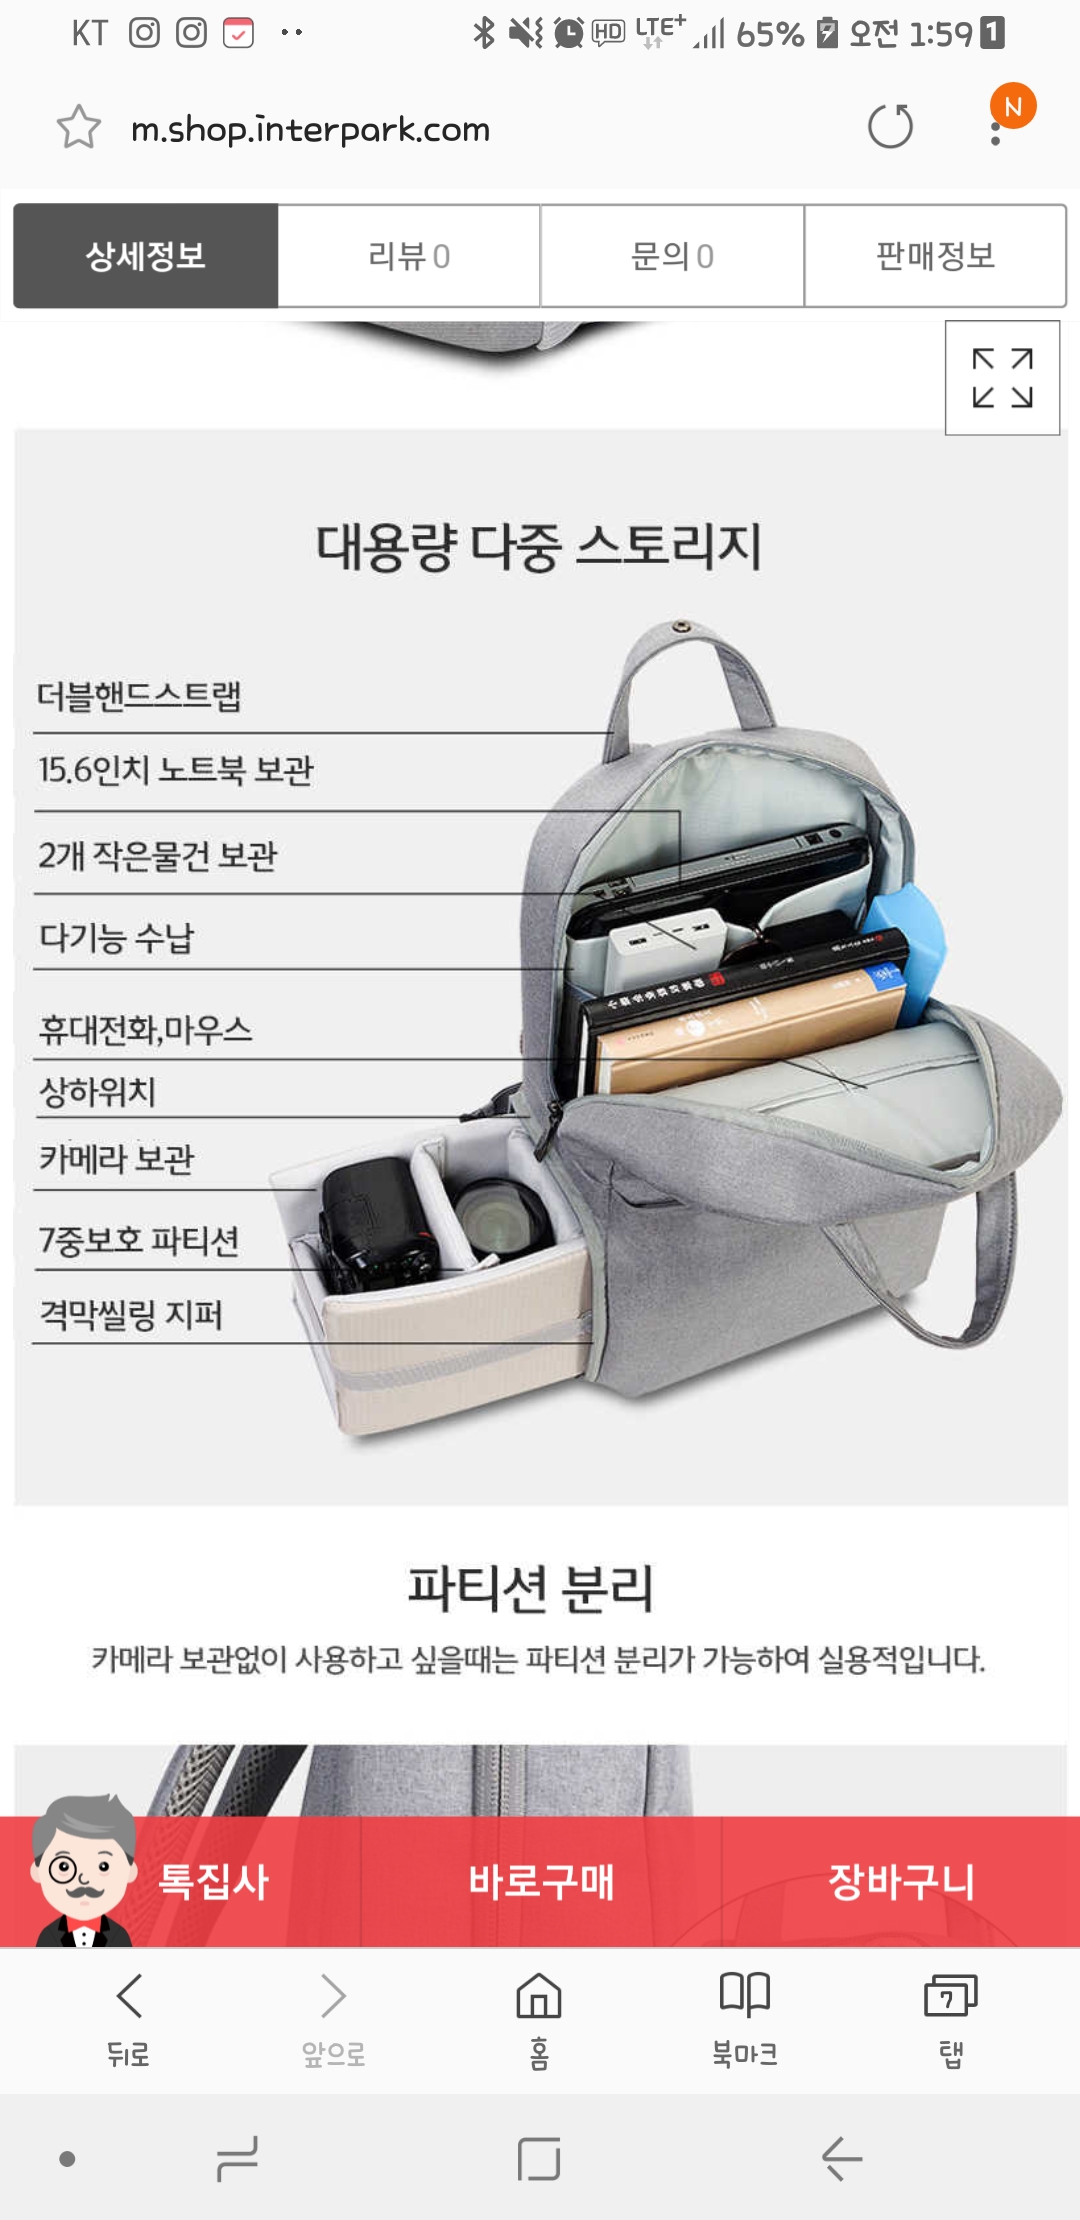 KT
HD LTE+ 65% 오전 1:59 1
m.shop.interpark.com
N
상세정보 리뷰 0 문의 0 판매정보
대용량 다중 스토리지
더블핸드스트랩
15.6인치 노트북 보관
2개 작은물건 보관
다기능 수납
휴대전화,마우스
상하위치
카메라 보관
7중보호 파티션
격막씰링 지퍼
파티션 분리
카메라 보관없이 사용하고 싶을때는 파티션 분리가 가능하여 실용적입니다.
톡집사 바로구매 장바구니
7
뒤로 앞으로 홈 북마크 탭